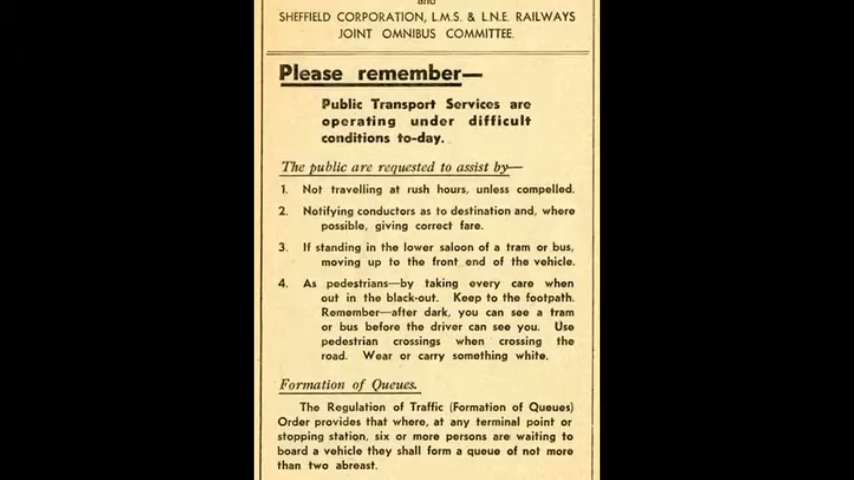 and
SHEFFIELD CORPORATION, L.M.S. & L.N.E. RAILWAYS
JOINT OMNIBUS COMMITTEE.
Please remember—
Public Transport Services are
operating under difficult
conditions to-day.
The public are requested to assist by—
1. Not travelling at rush hours, unless compelled.
2. Notifying conductors as to destination and, where
possible, giving correct fare.
3. If standing in the lower saloon of a tram or bus,
moving up to the front end of the vehicle.
4. As pedestrians—by taking every care when
out in the black-out. Keep to the footpath.
Remember—after dark, you can see a tram
or bus before the driver can see you. Use
pedestrian crossings when crossing the
road. Wear or carry something white.
Formation of Queues.
The Regulation of Traffic (Formation of Queues)
Order provides that where, at any terminal point or
stopping station, six or more persons are waiting to
board a vehicle they shall form a queue of not more
than two abreast.